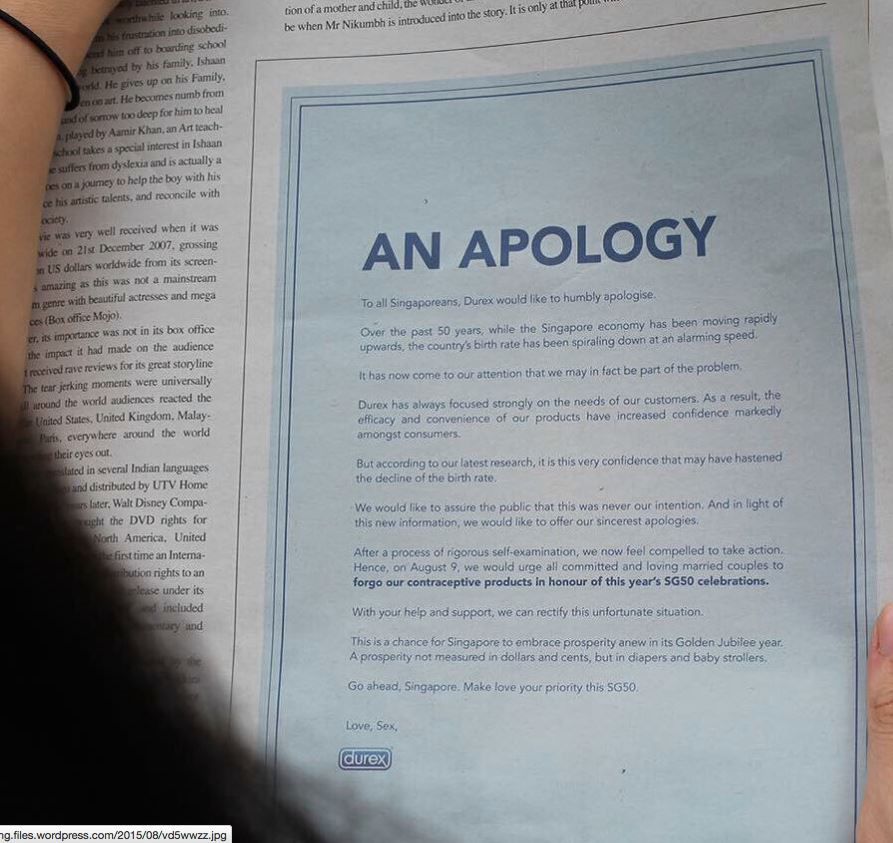 worthwhile looking into.
his frustration into disobedi-
him off to boarding school
betrayed by his family, Ishaan
He gives up on his Family,
on art. He becomes numb from
and of sorrow too deep for him to heal
played by Aamir Khan, an Art teach-
school takes a special interest in Ishaan
suffers from dyslexia and is actually a
on a journey to help the boy with his
his artistic talents, and reconcile with
was very well received when it was
wide on 21st December 2007, grossing
US dollars worldwide from its screen-
amazing as this was not a mainstream
genre with beautiful actresses and mega
(Box office Mojo).
its importance was not in its box office
the impact it had made on the audience
received rave reviews for its great storyline
The tear jerking moments were universally
around the world audiences reacted the
United States, United Kingdom, Malay-
Paris, everywhere around the world
their eyes out.
in several Indian languages
and distributed by UTV Home
later, Walt Disney Compa-
the DVD rights for
North America, United
the first time an Interna-
rights to an
under its
and included
and
tion of a mother and child, the
be when Mr Nikumbh is introduced into the story. It is only at that point
AN APOLOGY
To all Singaporeans, Durex would like to humbly apologise.
Over the past 50 years, while the Singapore economy has been moving rapidly
upwards, the country's birth rate has been spiraling down at an alarming speed.
It has now come to our attention that we may in fact be part of the problem.
Durex has always focused strongly on the needs of our customers. As a result, the
efficacy and convenience of our products have increased confidence markedly
amongst consumers.
But according to our latest research, it is this very confidence that may have hastened
the decline of the birth rate.
We would like to assure the public that this was never our intention. And in light of
this new information, we would like to offer our sincerest apologies.
After a process of rigorous self-examination, we now feel compelled to take action.
Hence, on August 9, we would urge all committed and loving married couples to
forgo our contraceptive products in honour of this year's SG50 celebrations.
With your help and support, we can rectify this unfortunate situation.
This is a chance for Singapore to embrace prosperity anew in its Golden Jubilee year.
A prosperity not measured in dollars and cents, but in diapers and baby strollers.
Go ahead, Singapore. Make love your priority this SG50.
Love, Sex,
durex
ng.files.wordpress.com/2015/08/vd5wwzz.jpg